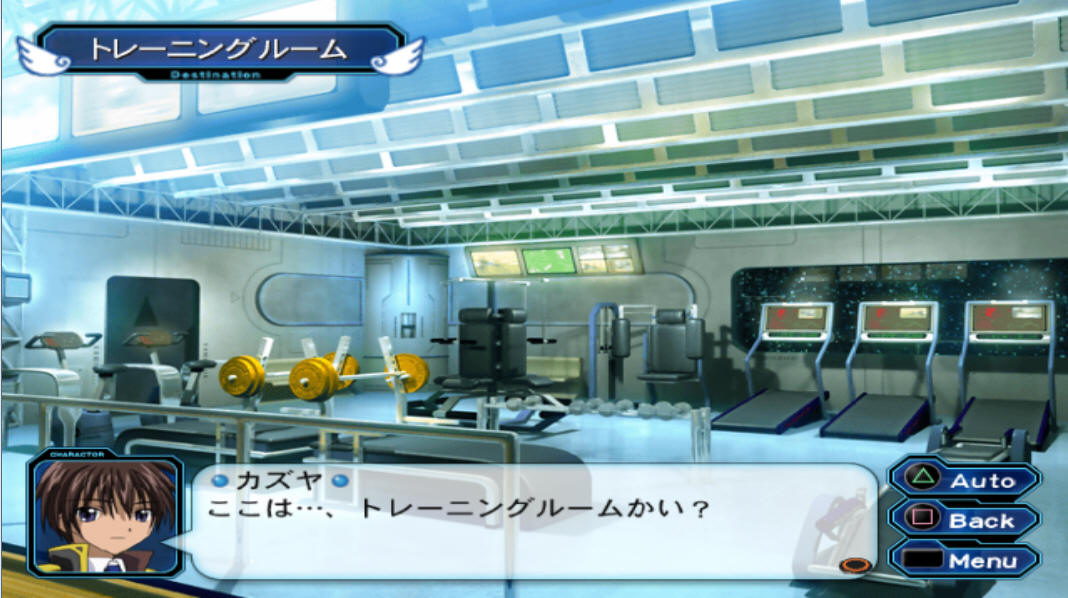 トレーニングルーム
Destination
CHARACTOR
カズヤ
ここは…、トレーニングルームかい？
Auto
Back
Menu